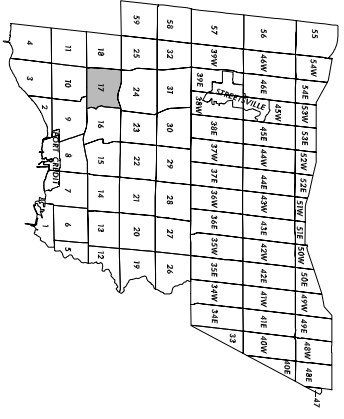 59
58
57
56
55
4
11
18
25
32
39W
46W
54W
3
10
17
24
31
39E
46E
54E
STREETSVILLE
2
9
16
23
30
38W
38E
45W
45E
53W
53E
PORT CREDIT
8
15
22
29
37W
44W
52W
37E
44E
52E
7
14
21
28
36W
43W
51W
36E
43E
51E
1
6
13
20
27
35W
42W
50W
5
12
19
26
35E
42E
50E
34W
41W
49W
34E
41E
49E
33
40W
48W
40E
48E
47